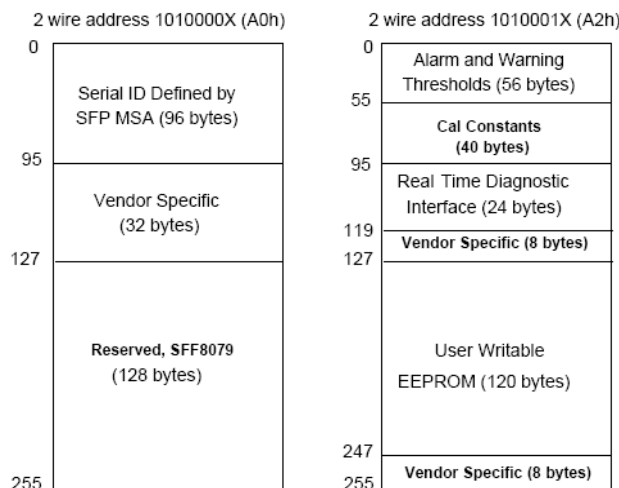 2 wire address 1010000X (A0h)
0
Serial ID Defined by
SFP MSA (96 bytes)
95
Vendor Specific
(32 bytes)
127
Reserved, SFF8079
(128 bytes)
255
2 wire address 1010001X (A2h)
0
Alarm and Warning
Thresholds (56 bytes)
55
Cal Constants
(40 bytes)
95
Real Time Diagnostic
Interface (24 bytes)
119
Vendor Specific (8 bytes)
127
User Writable
EEPROM (120 bytes)
247
Vendor Specific (8 bytes)
255